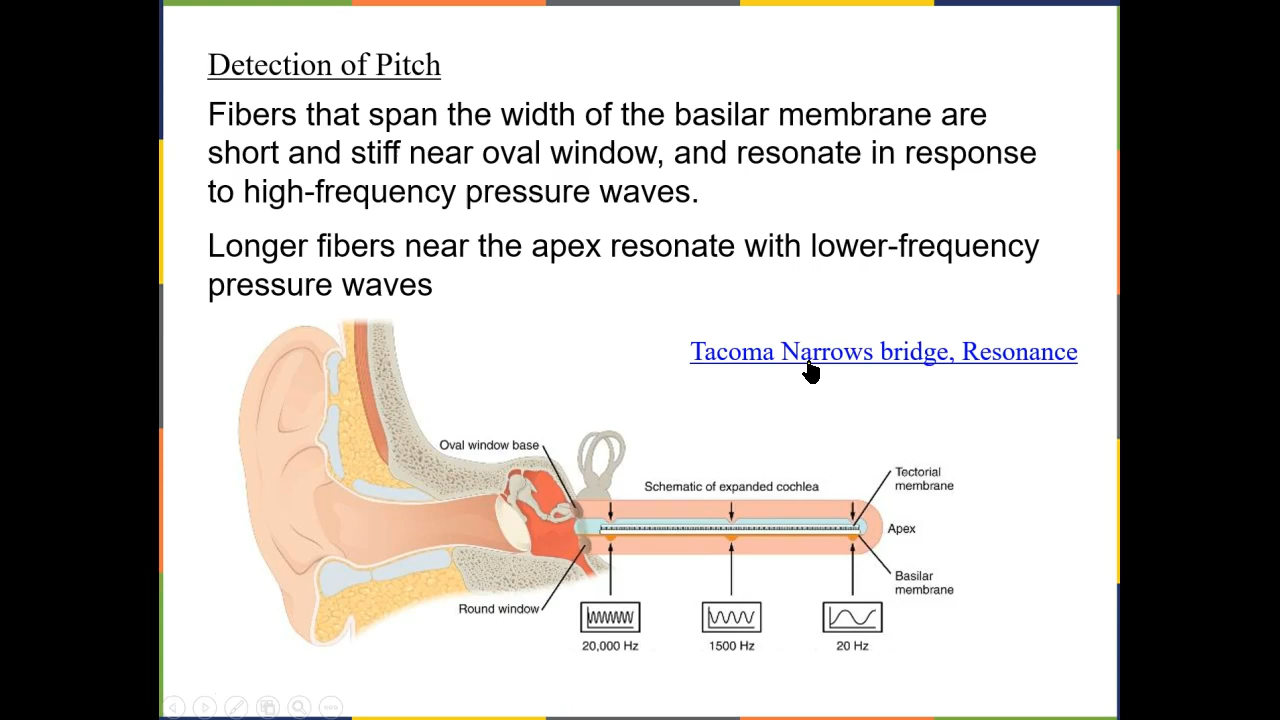 Detection of Pitch
Fibers that span the width of the basilar membrane are
short and stiff near oval window, and resonate in response
to high-frequency pressure waves.
Longer fibers near the apex resonate with lower-frequency
pressure waves
Tacoma Narrows bridge, Resonance
Oval window base
Schematic of expanded cochlea
Tectorial
membrane
Apex
Basilar
membrane
Round window
20,000 Hz
1500 Hz
20 Hz